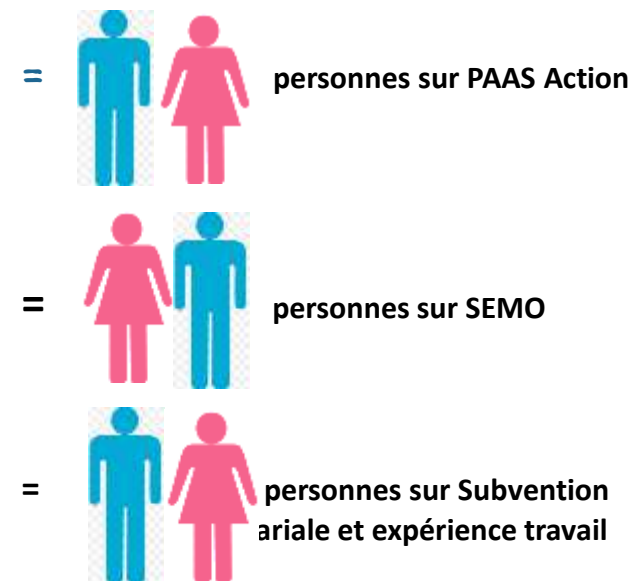 = personnes sur PAAS Action
= personnes sur SEMO
= personnes sur Subvention
ariale et expérience travail